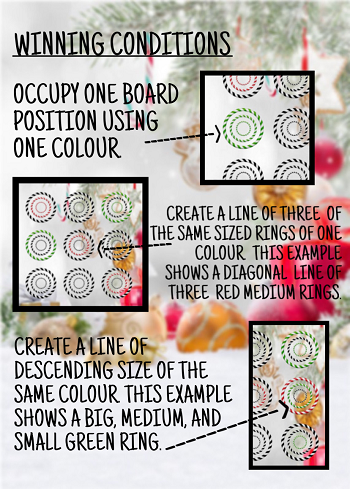 WINNING CONDITIONS
OCCUPY ONE BOARD
POSITION USING
ONE COLOUR
CREATE A LINE OF THREE OF
THE SAME SIZED RINGS OF ONE
COLOUR. THIS EXAMPLE
SHOWS A DIAGONAL LINE OF
THREE RED MEDIUM RINGS.
CREATE A LINE OF
DESCENDING SIZE OF THE
SAME COLOUR. THIS EXAMPLE
SHOWS A BIG, MEDIUM, AND
SMALL GREEN RING.